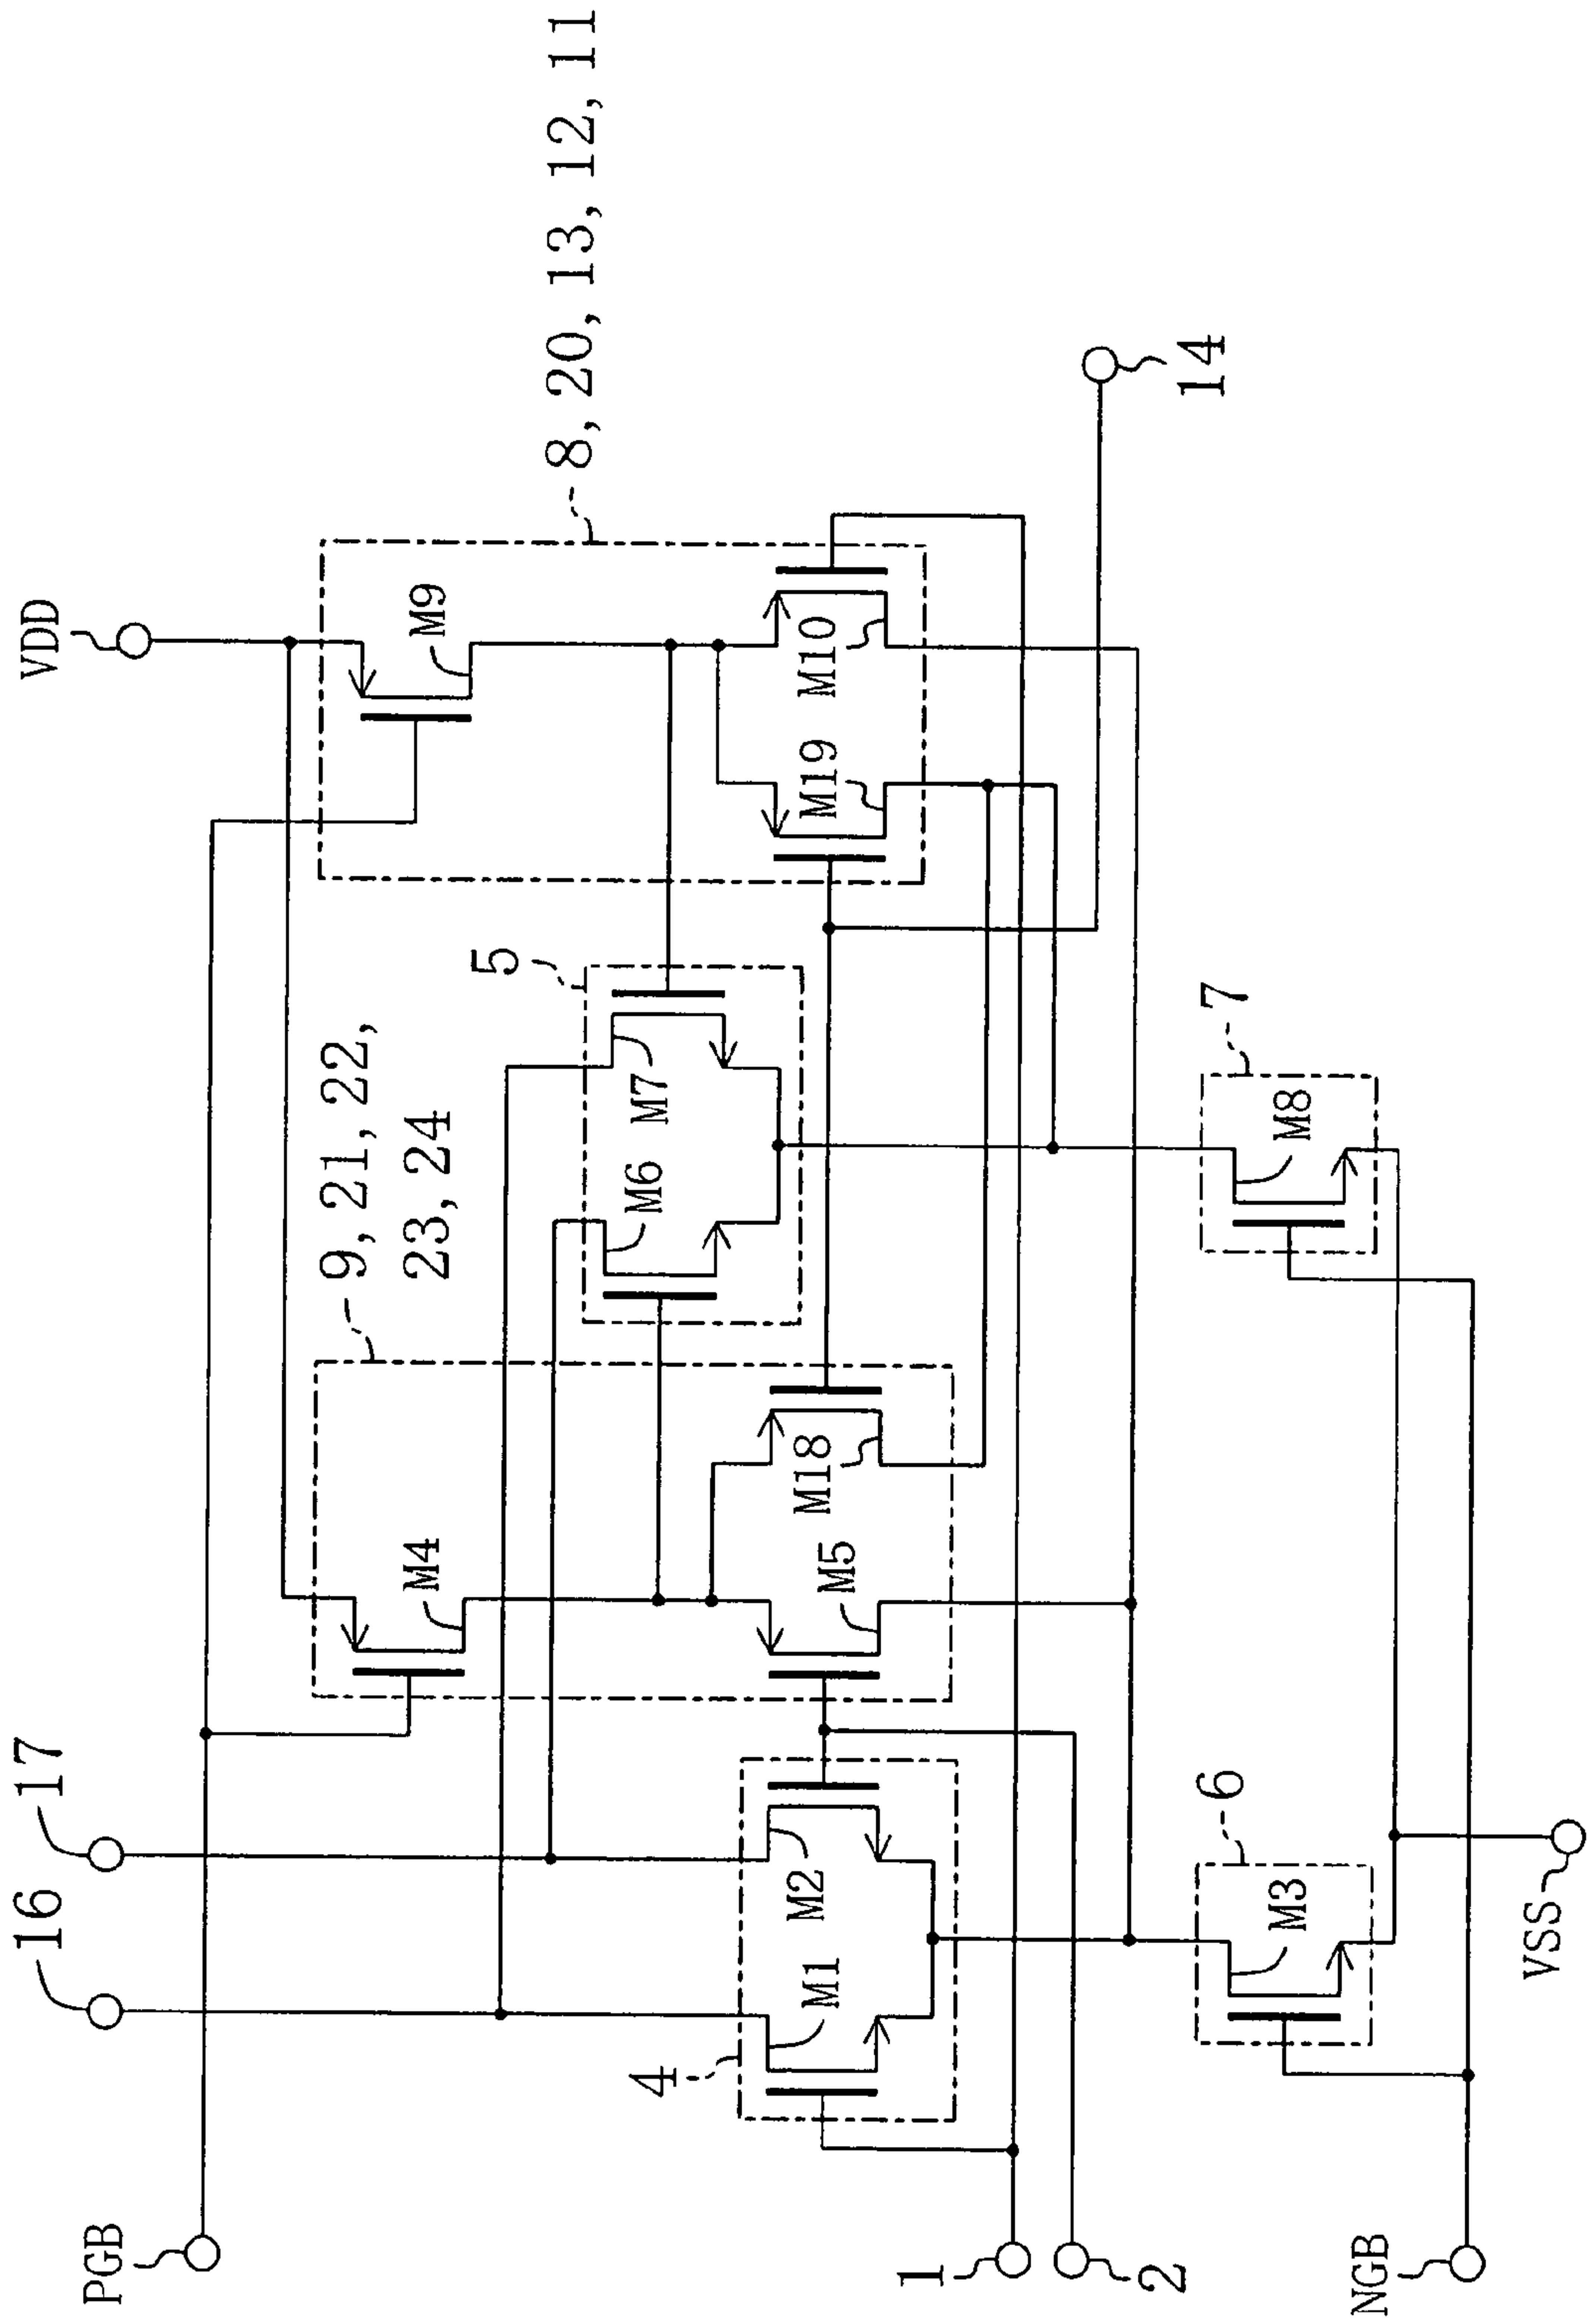 VDD
8, 20, 13, 12, 11
M9
M10
M19
14
5
M7
M6
9, 21, 22,
23, 24
M4
M18
M5
7
M8
17
16
4
M1
M2
6
M3
VSS
PGB
1
2
NGB